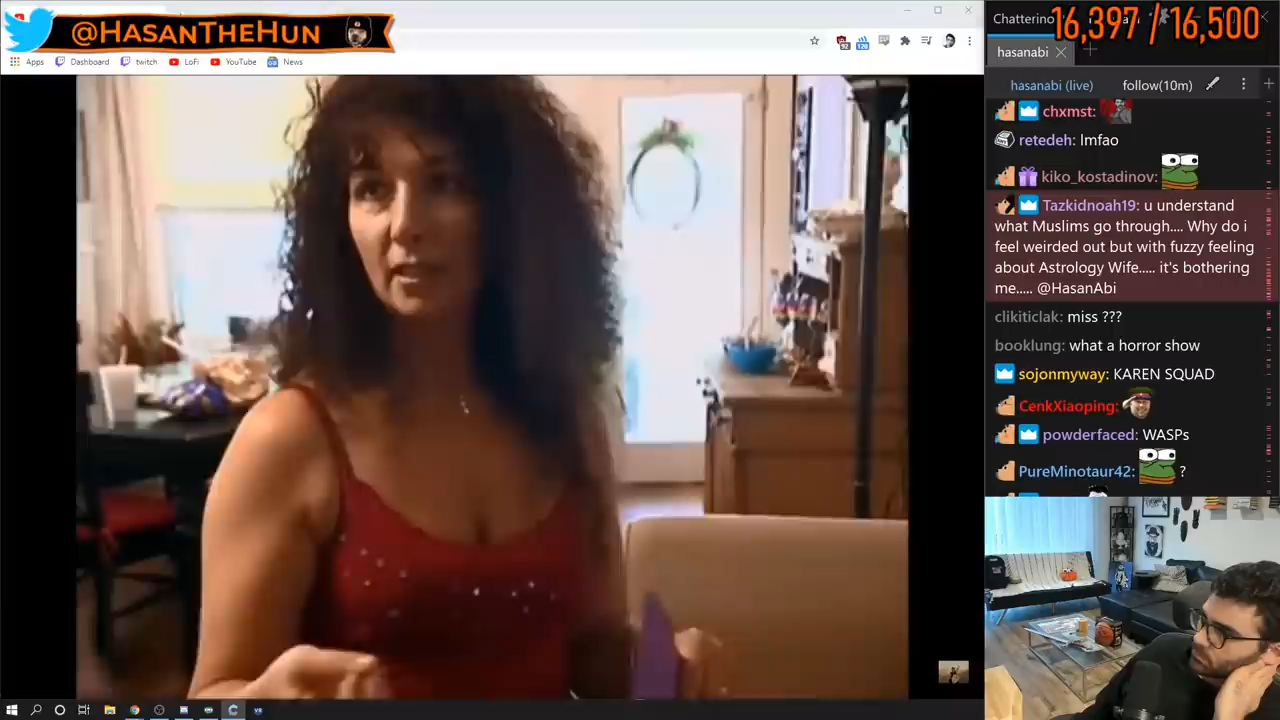 @HASANTHEHUN
Apps Dashboard twitch LoFi YouTube News
92 120
Chatterino
16,397 / 16,500
hasanabi
hasanabi (live) follow(10m)
chxmst:
retedeh: lmfao
kiko_kostadinov:
Tazkidnoah19: u understand
what Muslims go through.... Why do i
feel weirded out but with fuzzy feeling
about Astrology Wife..... it's bothering
me..... @HasanAbi
clikiticlak: miss ???
booklung: what a horror show
sojonmyway: KAREN SQUAD
CenkXiaoping:
powderfaced: WASPs
PureMinotaur42: ?